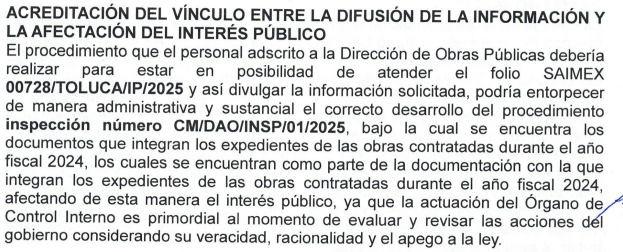 ACREDITACIÓN DEL VÍNCULO ENTRE LA DIFUSIÓN DE LA INFORMACIÓN Y
LA AFECTACIÓN DEL INTERÉS PÚBLICO
El procedimiento que el personal adscrito a la Dirección de Obras Públicas debería
realizar para estar en posibilidad de atender el folio SAIMEX
00728/TOLUCA/IP/2025 y así divulgar la información solicitada, podría entorpecer
de manera administrativa y sustancial el correcto desarrollo del procedimiento
inspección número CM/DAO/INSP/01/2025, bajo la cual se encuentra los
documentos que integran los expedientes de las obras contratadas durante el año
fiscal 2024, los cuales se encuentran como parte de la documentación con la que
integran los expedientes de las obras contratadas durante el año fiscal 2024,
afectando de esta manera el interés público, ya que la actuación del Órgano de
Control Interno es primordial al momento de evaluar y revisar las acciones del
gobierno considerando su veracidad, racionalidad y el apego a la ley.